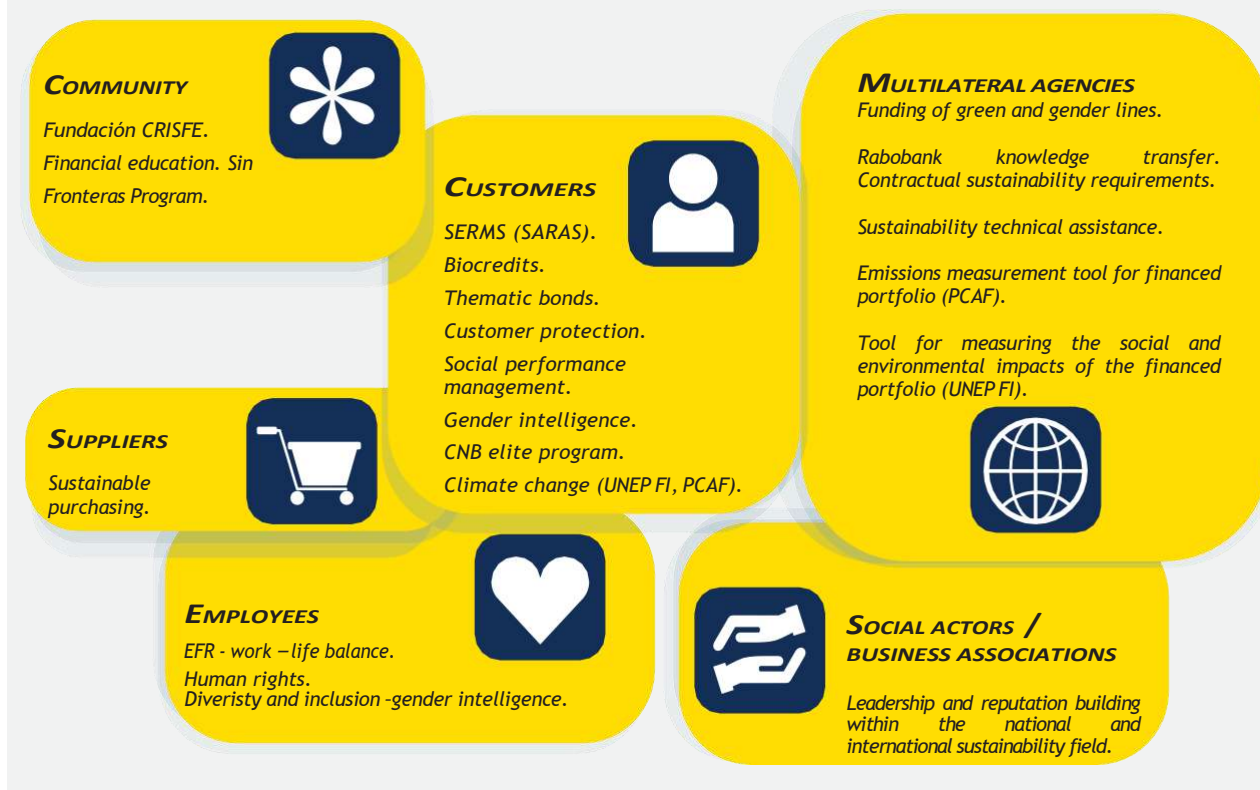 COMMUNITY
Fundación CRISFE.
Financial education. Sin
Fronteras Program.
CUSTOMERS
SERMS (SARAS).
Biocredits.
Thematic bonds.
Customer protection.
Social performance
management.
Gender intelligence.
CNB elite program.
Climate change (UNEP FI, PCAF).
MULTILATERAL AGENCIES
Funding of green and gender lines.
Rabobank knowledge transfer.
Contractual sustainability requirements.
Sustainability technical assistance.
Emissions measurement tool for financed
portfolio (PCAF).
Tool for measuring the social and
environmental impacts of the financed
portfolio (UNEP FI).
SUPPLIERS
Sustainable
purchasing.
EMPLOYEES
EFR - work – life balance.
Human rights.
Diveristy and inclusion -gender intelligence.
SOCIAL ACTORS /
BUSINESS ASSOCIATIONS
Leadership and reputation building
within the national and
international sustainability field.